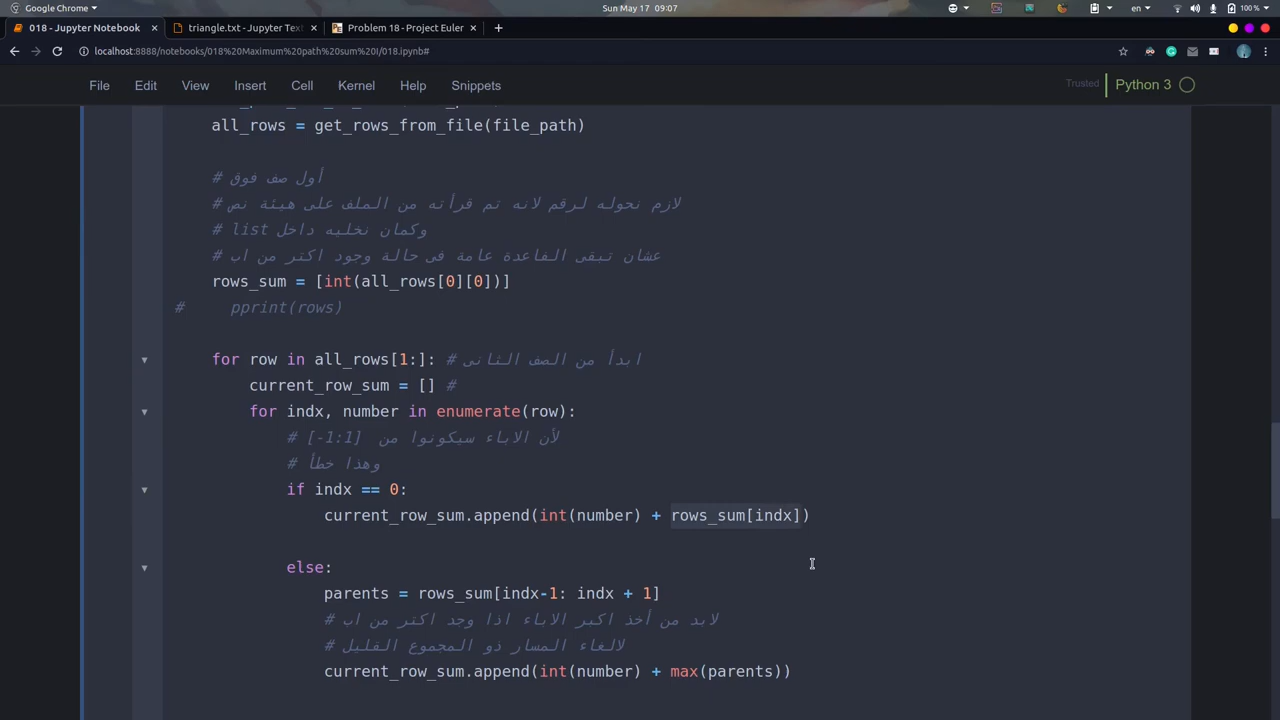 Google Chrome
Sun May 17 09:07
en
100 %
018 - Jupyter Notebook
triangle.txt - Jupyter Text
Problem 18 - Project Euler
localhost:8888/notebooks/018%20Maximum%20path%20sum%20I/018.ipynb#
File Edit View Insert Cell Kernel Help Snippets
Trusted
Python 3
all_rows = get_rows_from_file(file_path)
# أول صف فوق
# لازم نحوله لرقم لانه تم قرأته من الملف على هيئة نص
# وكمان نخليه داخل list
# عشان تبقى القاعدة عامة فى حالة وجود اكتر من اب
rows_sum = [int(all_rows[0][0])]
# pprint(rows)
for row in all_rows[1:]: # ابدأ من الصف الثانى
current_row_sum = [] #
for indx, number in enumerate(row):
# لأن الاباء سيكونوا من [-1:1]
# وهذا خطأ
if indx == 0:
current_row_sum.append(int(number) + rows_sum[indx])
else:
parents = rows_sum[indx-1: indx + 1]
# لابد من أخذ اكبر الاباء اذا وجد اكتر من اب
# لالغاء المسار ذو المجموع القليل
current_row_sum.append(int(number) + max(parents))